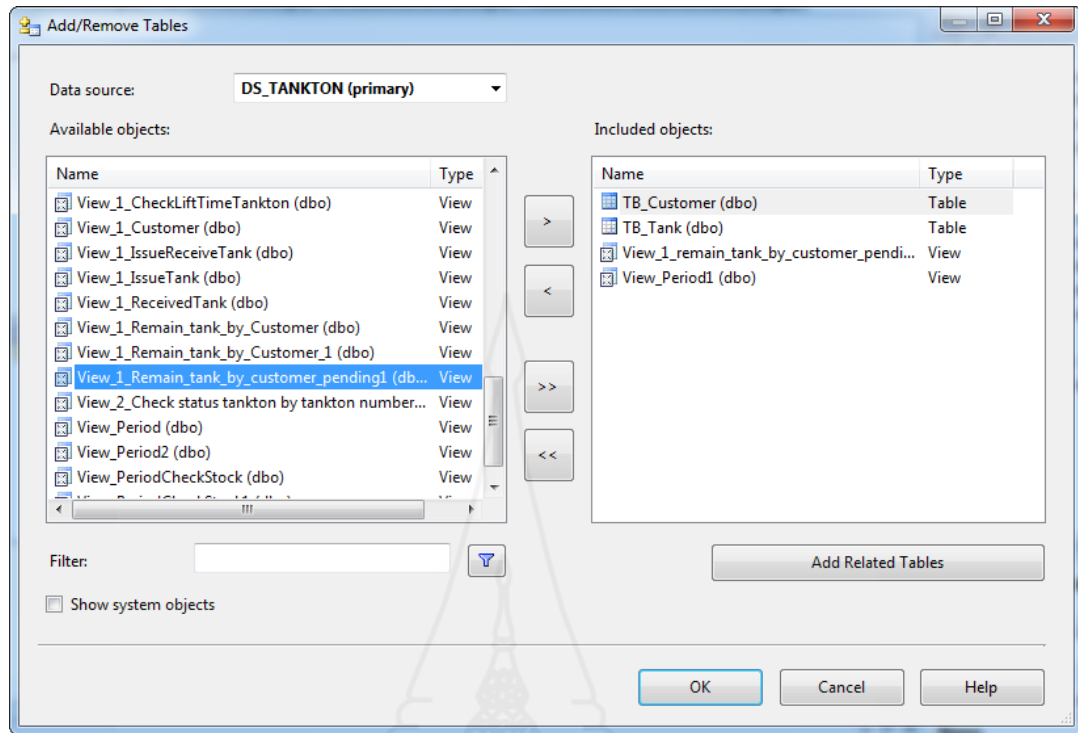 Add/Remove Tables
Data source: DS_TANKTON (primary)
Available objects:
Name Type
View_1_CheckLiftTimeTankton (dbo) View
View_1_Customer (dbo) View
View_1_IssueReceiveTank (dbo) View
View_1_IssueTank (dbo) View
View_1_ReceivedTank (dbo) View
View_1_Remain_tank_by_Customer (dbo) View
View_1_Remain_tank_by_Customer_1 (dbo) View
View_1_Remain_tank_by_customer_pending1 (db... View
View_2_Check status tankton by tankton number... View
View_Period (dbo) View
View_Period2 (dbo) View
View_PeriodCheckStock (dbo) View
>
<
>>
<<
Included objects:
Name Type
TB_Customer (dbo) Table
TB_Tank (dbo) Table
View_1_remain_tank_by_customer_pendi... View
View_Period1 (dbo) View
Filter:
Add Related Tables
Show system objects
OK Cancel Help